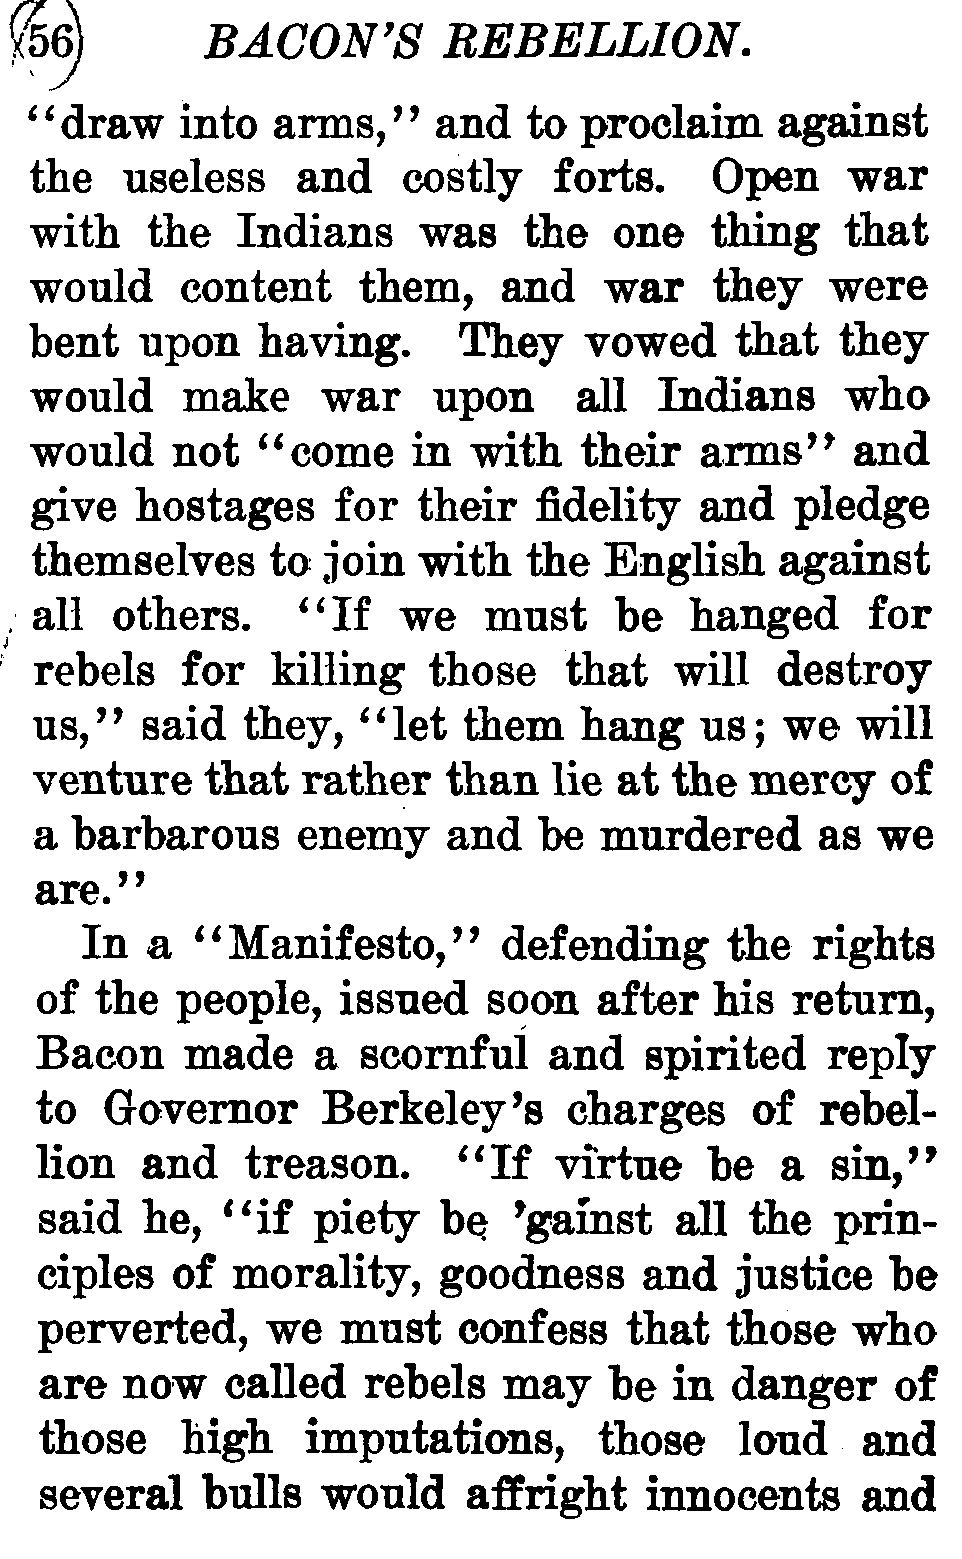 56 BACON'S REBELLION.
"draw into arms," and to proclaim against
the useless and costly forts. Open war
with the Indians was the one thing that
would content them, and war they were
bent upon having. They vowed that they
would make war upon all Indians who
would not "come in with their arms" and
give hostages for their fidelity and pledge
themselves to join with the English against
all others. "If we must be hanged for
rebels for killing those that will destroy
us," said they, "let them hang us; we will
venture that rather than lie at the mercy of
a barbarous enemy and be murdered as we
are."
In a "Manifesto," defending the rights
of the people, issued soon after his return,
Bacon made a scornful and spirited reply
to Governor Berkeley's charges of rebel-
lion and treason. "If virtue be a sin,"
said he, "if piety be 'gainst all the prin-
ciples of morality, goodness and justice be
perverted, we must confess that those who
are now called rebels may be in danger of
those high imputations, those loud and
several bulls would affright innocents and